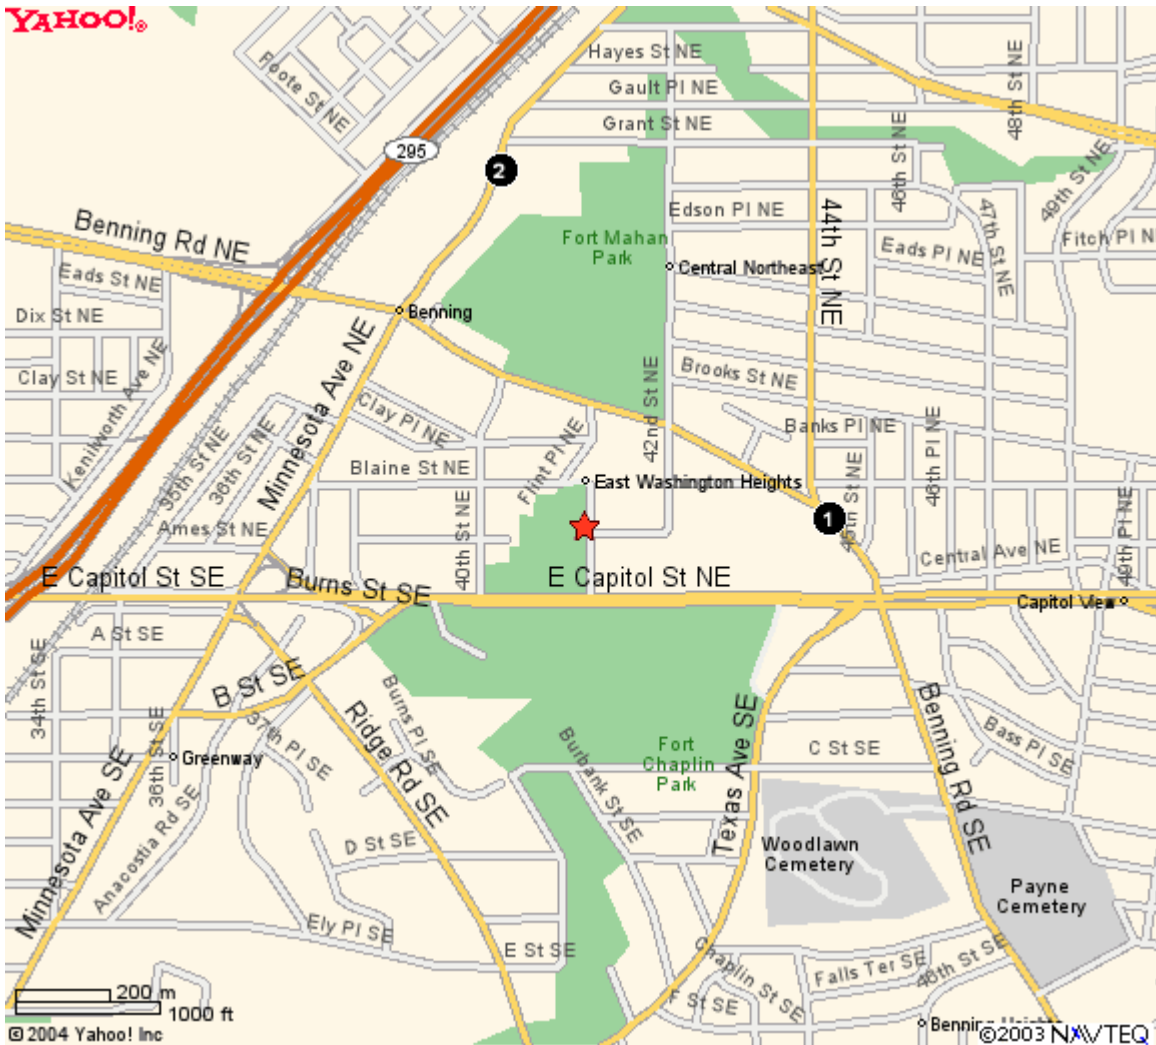 YAHOO!®
Hayes St NE
Foote St NE
Gault Pl NE
48th St NE
Grant St NE
295
2
46th St NE
49th St NE
Edson Pl NE
44th St NE
47th St NE
Benning Rd NE
Fort Mahan
Park
Eads Pl NE
Fitch Pl NE
Central Northeast
Eads St NE
Dix St NE
Benning
Clay St NE
Kenilworth Ave NE
Minnesota Ave NE
Brooks St NE
Clay Pl NE
42nd St NE
Banks Pl NE
46th Pl NE
35th St NE
36th St NE
Blaine St NE
Flint Pl NE
East Washington Heights
1
45th St NE
Ames St NE
40th St NE
Central Ave NE
49th Pl NE
E Capitol St SE
Burns St SE
E Capitol St NE
Capitol View
A St SE
34th St SE
B St SE
Burns Pl SE
37th Pl SE
36th St SE
Ridge Rd SE
Texas Ave SE
Benning Rd SE
Bass Pl SE
Greenway
Burbank St SE
Fort
Chaplin
Park
C St SE
Minnesota Ave SE
Anacostia Rd SE
D St SE
Woodlawn
Cemetery
Payne
Cemetery
Ely Pl SE
E St SE
Chaplin St SE
Falls Ter SE
46th St SE
F St SE
200 m
1000 ft
Benning
© 2004 Yahoo! Inc
©2003 NAVTEQ